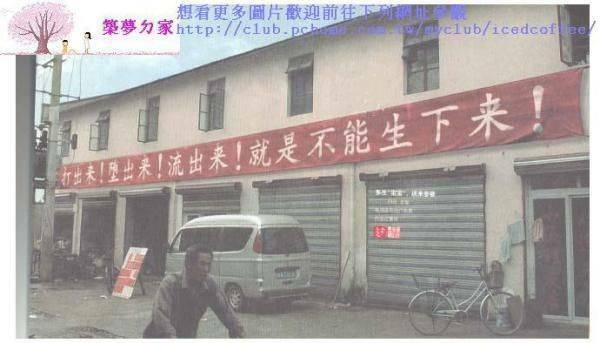 築夢ㄉ家
想看更多圖片歡迎前往下列網址參觀
http://club.pchome.com.tw/myclub/icedcoffee/
打出来！堕出来！流出来！就是不能生下来！